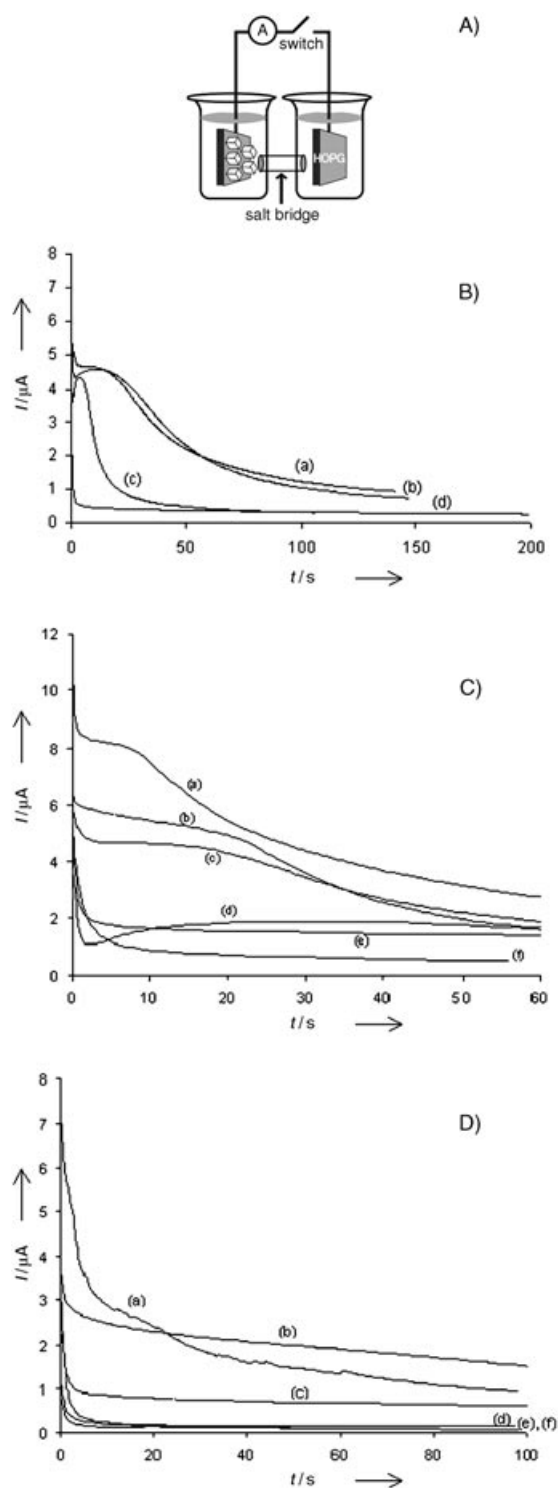 A)
A
switch
HOPG
salt bridge
B)
8
7
6
5
4
3
2
1
0
I / µA
(a)
(b)
(c)
(d)
0 50 100 150 200
t / s
C)
12
10
8
6
4
2
0
I / µA
(a)
(b)
(c)
(d)
(e)
(f)
0 10 20 30 40 50 60
t / s
D)
8
7
6
5
4
3
2
1
0
I / µA
(a)
(b)
(c)
(d) (e), (f)
0 20 40 60 80 100
t / s